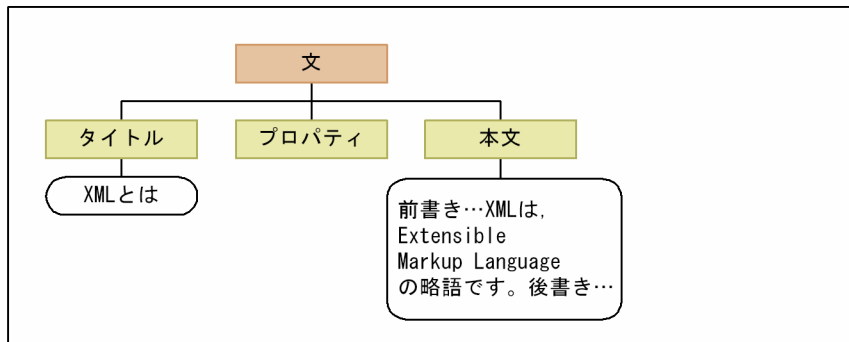 文
タイトル
プロパティ
本文
XMLとは
前書き…XMLは,
Extensible
Markup Language
の略語です。後書き…